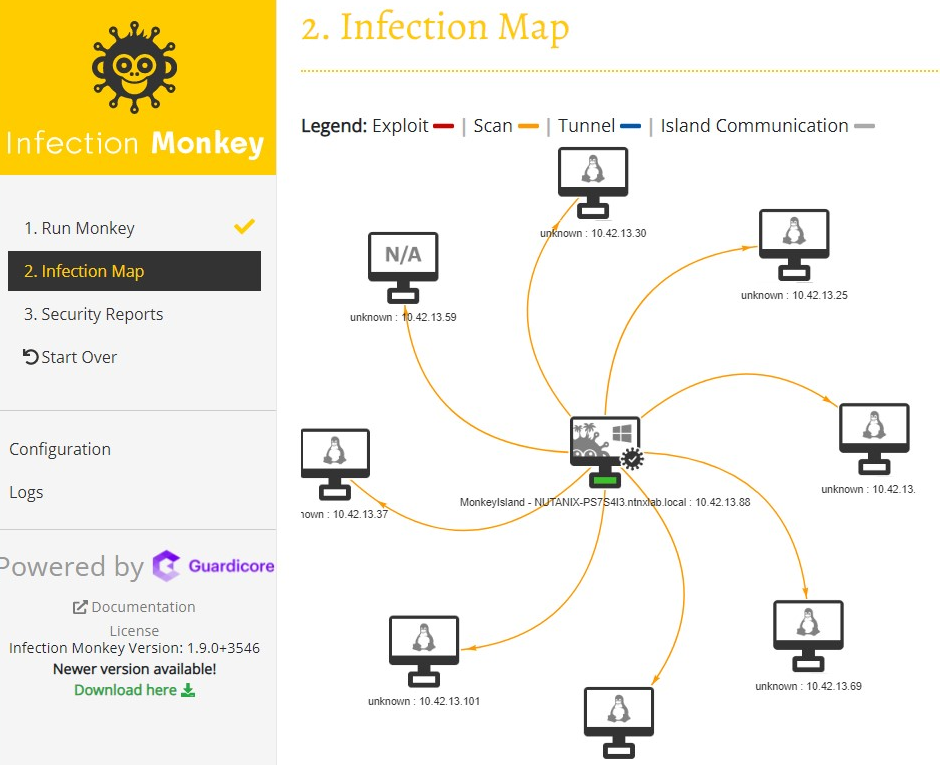 Infection Monkey
1. Run Monkey
2. Infection Map
3. Security Reports
Start Over
Configuration
Logs
Powered by Guardicore
Documentation
License
Infection Monkey Version: 1.9.0+3546
Newer version available!
Download here
2. Infection Map
Legend: Exploit | Scan | Tunnel | Island Communication
unknown : 10.42.13.30
unknown : 10.42.13.25
N/A
unknown : 10.42.13.59
unknown : 10.42.13.
nown : 10.42.13.37
MonkeyIsland - NUTANIX-PS7S4I3.ntnxlab.local : 10.42.13.88
unknown : 10.42.13.69
unknown : 10.42.13.101